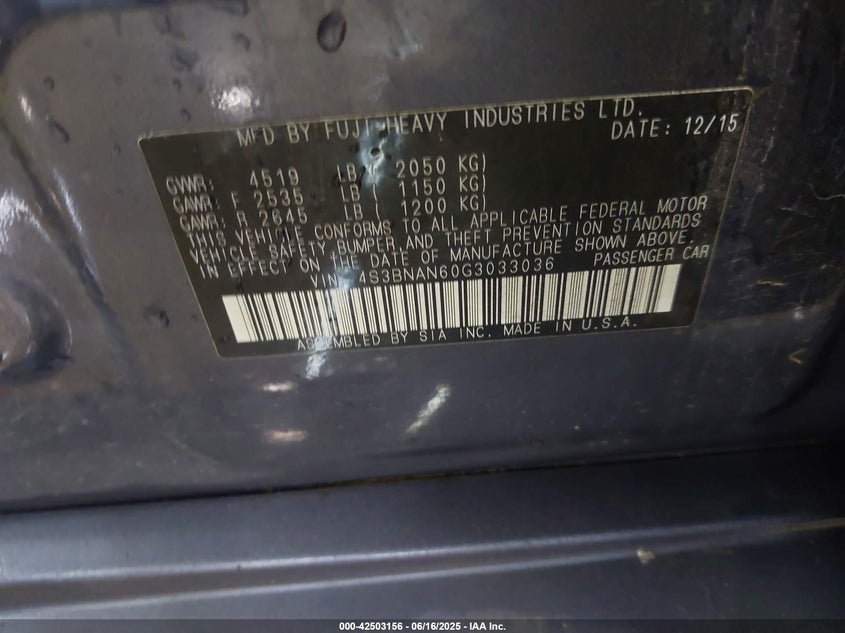 MFD BY FUJI HEAVY INDUSTRIES LTD.
DATE: 12/15
GVWR: 4519 LB ( 2050 KG)
GAWR: F 2535 LB ( 1150 KG)
GAWR: R 2645 LB ( 1200 KG)
THIS VEHICLE CONFORMS TO ALL APPLICABLE FEDERAL MOTOR
VEHICLE SAFETY BUMPER, AND THEFT PREVENTION STANDARDS
IN EFFECT ON THE DATE OF MANUFACTURE SHOWN ABOVE.
VIN: 4S3BNAN60G3033036 PASSENGER CAR
ASSEMBLED BY SIA INC. MADE IN U.S.A.
000-42503156 - 06/16/2025 - IAA Inc.